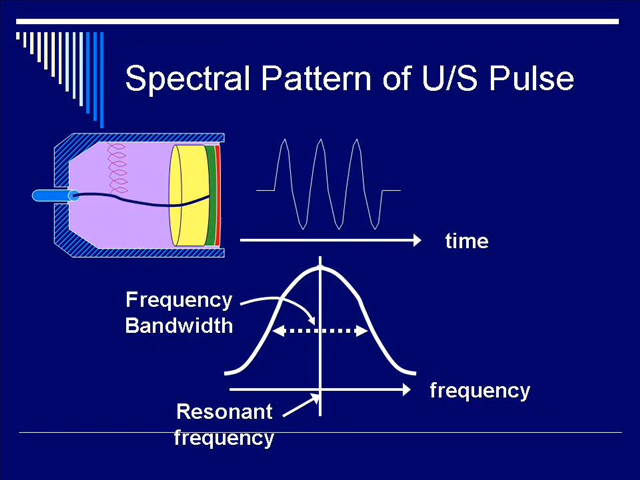 Spectral Pattern of U/S Pulse
time
Frequency
Bandwidth
frequency
Resonant
frequency